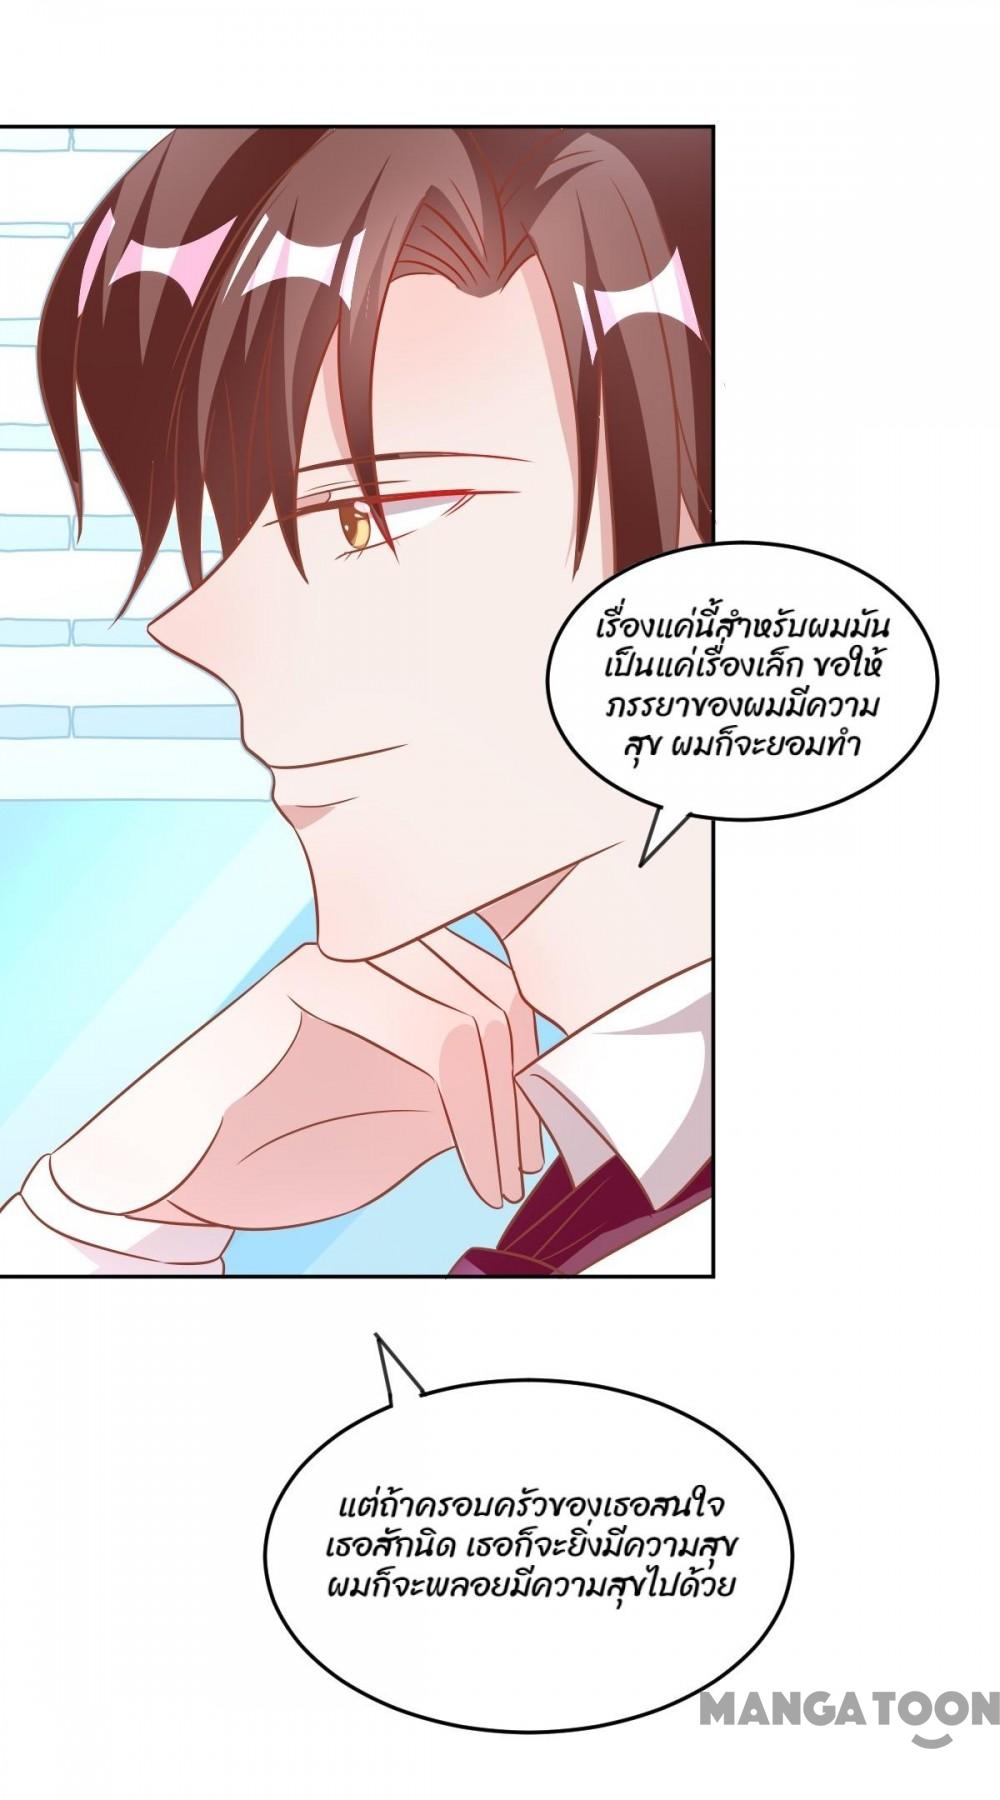 เรื่องแค่นี้สำหรับผมมัน
เป็นแค่เรื่องเล็ก ขอให้
ภรรยาของผมมีความ
สุข ผมก็จะยอมทำ
แต่ถ้าครอบครัวของเธอสนใจ
เธอสักนิด เธอก็จะยิ่งมีความสุข
ผมก็จะพลอยมีความสุขไปด้วย
MANGATOON